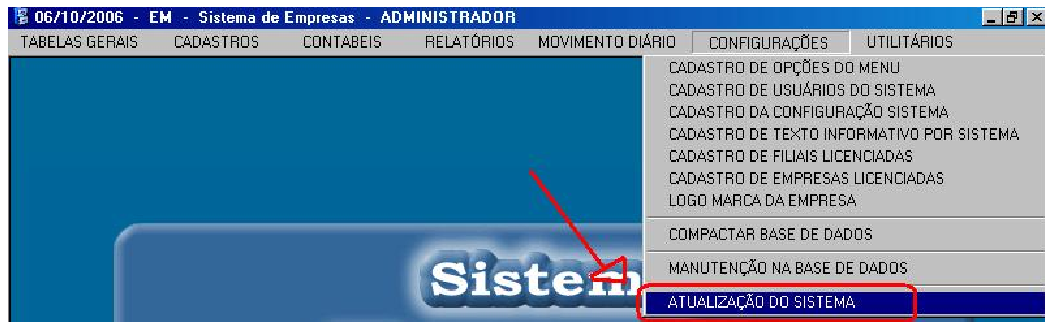 06/10/2006 - EM - Sistema de Empresas - ADMINISTRADOR
TABELAS GERAIS CADASTROS CONTABEIS RELATÓRIOS MOVIMENTO DIÁRIO CONFIGURAÇÕES UTILITÁRIOS
CADASTRO DE OPÇÕES DO MENU
CADASTRO DE USUÁRIOS DO SISTEMA
CADASTRO DA CONFIGURAÇÃO SISTEMA
CADASTRO DE TEXTO INFORMATIVO POR SISTEMA
CADASTRO DE FILIAIS LICENCIADAS
CADASTRO DE EMPRESAS LICENCIADAS
LOGO MARCA DA EMPRESA
COMPACTAR BASE DE DADOS
MANUTENÇÃO NA BASE DE DADOS
ATUALIZAÇÃO DO SISTEMA
Sistem